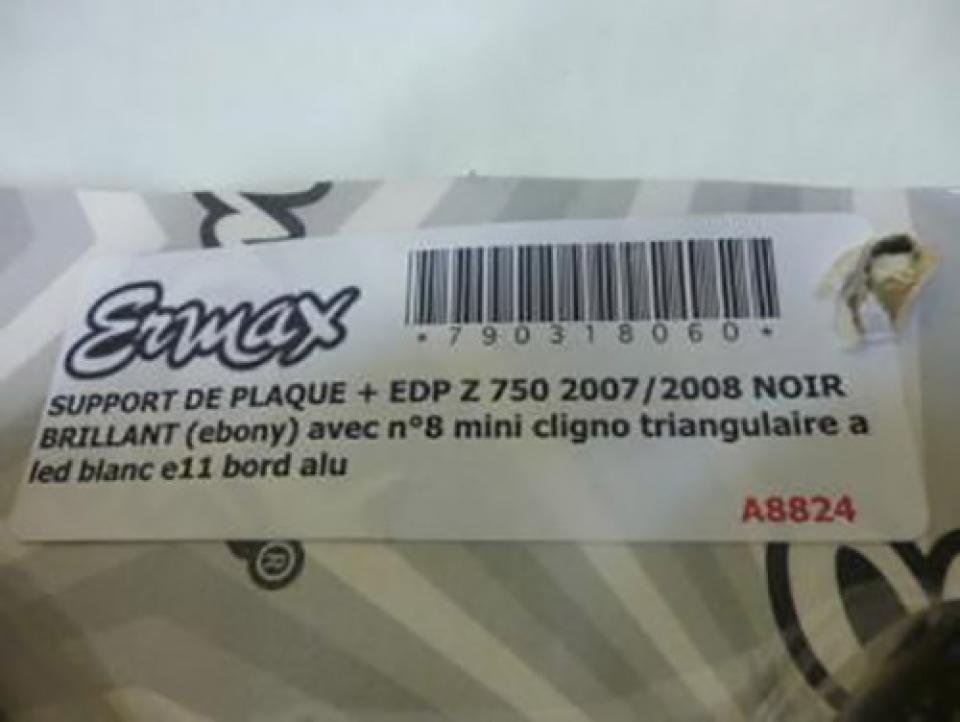 Ermax
*790318060*
SUPPORT DE PLAQUE + EDP Z 750 2007/2008 NOIR
BRILLANT (ebony) avec n°8 mini cligno triangulaire a
led blanc e11 bord alu
A8824
®